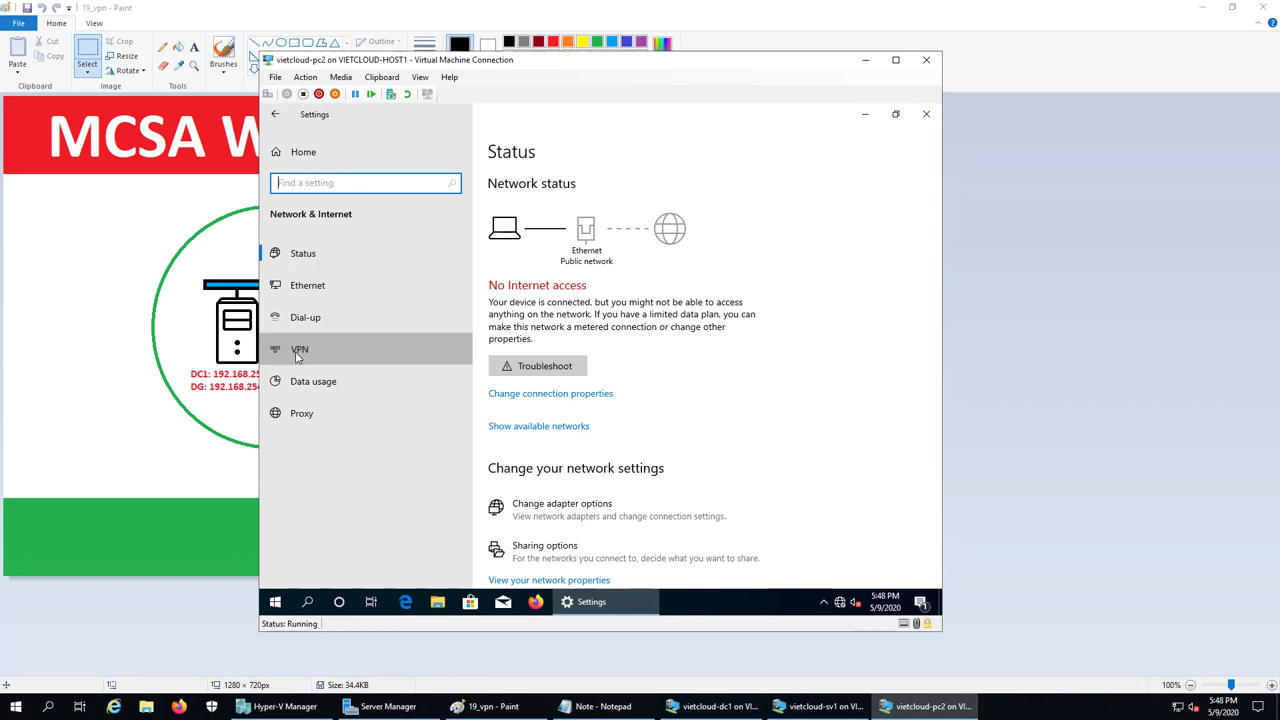 19_vpn - Paint
File
Home
View
Paste
Cut
Copy
Clipboard
Select
Crop
Resize
Rotate
Image
Tools
Brushes
Outline
MCSA W
DC1: 192.168.25
DG: 192.168.254
vietcloud-pc2 on VIETCLOUD-HOST1 - Virtual Machine Connection
File
Action
Media
Clipboard
View
Help
Settings
Home
Find a setting
Network & Internet
Status
Ethernet
Dial-up
VPN
Data usage
Proxy
Status
Network status
Ethernet
Public network
No Internet access
Your device is connected, but you might not be able to access
anything on the network. If you have a limited data plan, you can
make this network a metered connection or change other
properties.
Troubleshoot
Change connection properties
Show available networks
Change your network settings
Change adapter options
View network adapters and change connection settings.
Sharing options
For the networks you connect to, decide what you want to share.
View your network properties
Settings
5:48 PM
5/9/2020
1
Status: Running
1280 × 720px
Size: 34.4KB
100%
Hyper-V Manager
Server Manager
19_vpn - Paint
Note - Notepad
vietcloud-dc1 on VI...
vietcloud-sv1 on VI...
vietcloud-pc2 on VI...
5:48 PM
5/9/2020